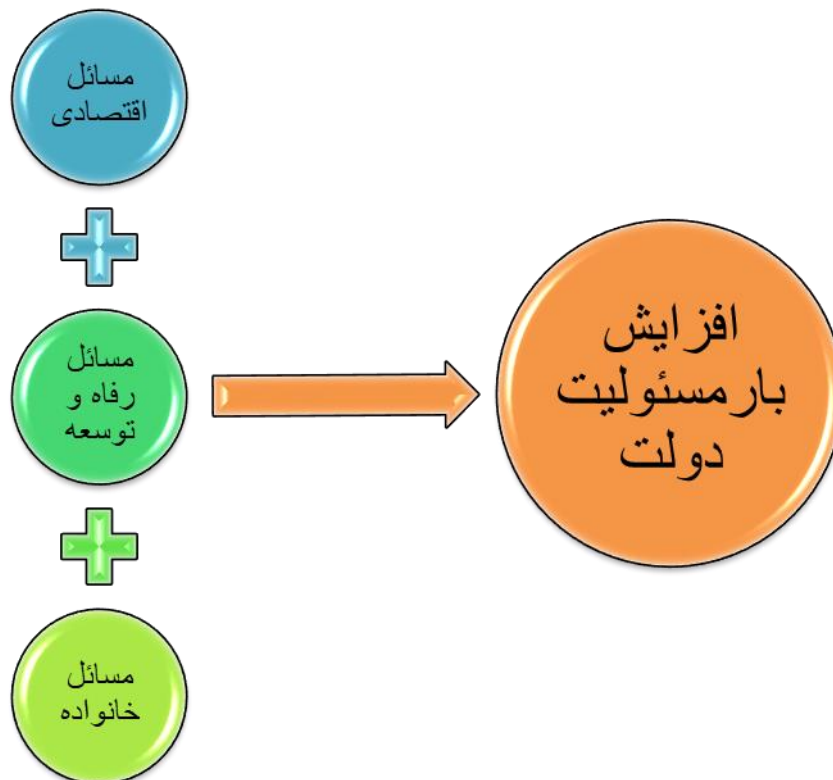 مسائل
اقتصادی
مسائل
رفاه و
توسعه
مسائل
خانواده
افزایش
بارمسئولیت
دولت